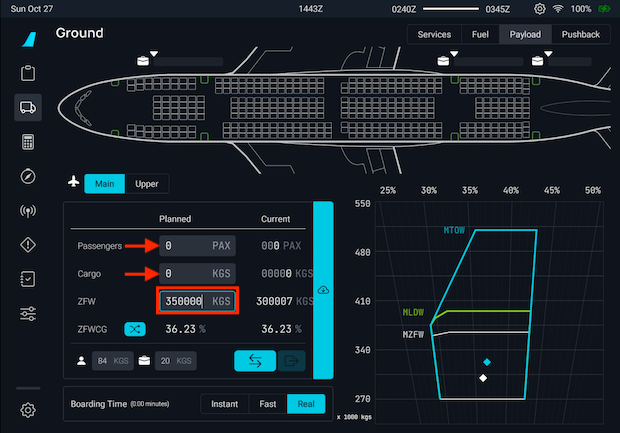 Sun Oct 27 1443Z 0240Z 0345Z 100%
Ground Services Fuel Payload Pushback
Main Upper
25% 30% 35% 41% 45% 50%
550
480
410
340
270
x 1000 kgs
MTOW
MLDW
MZFW
Planned Current
Passengers 0 PAX 000 PAX
Cargo 0 KGS 00000 KGS
ZFW 350000 KGS 300007 KGS
ZFWCG 36.23 % 36.23 %
84 KGS 20 KGS
Boarding Time (0:00 minutes) Instant Fast Real